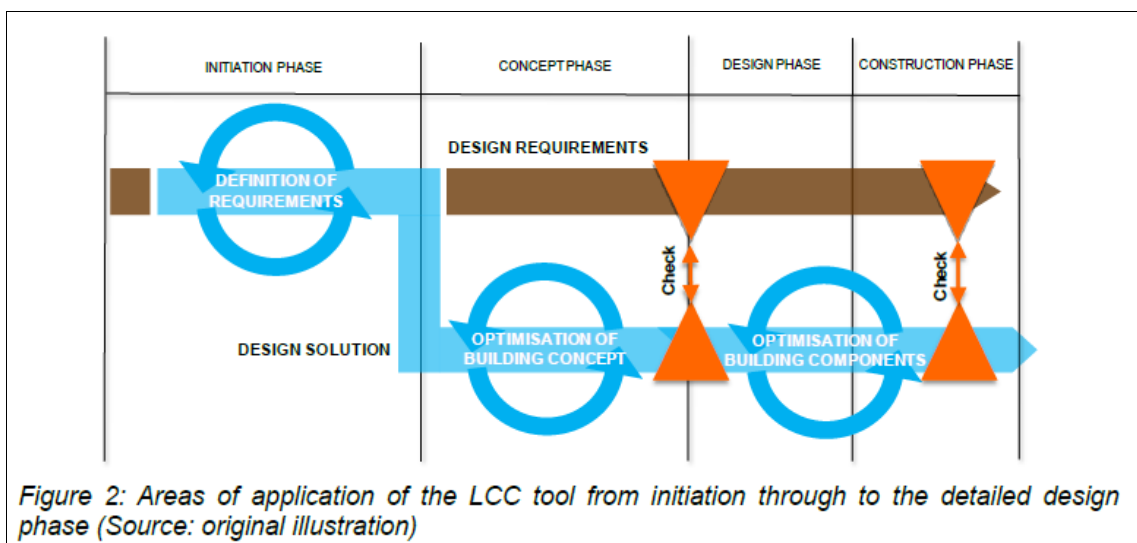 INITIATION PHASE
CONCEPT PHASE
DESIGN PHASE
CONSTRUCTION PHASE
DESIGN REQUIREMENTS
DEFINITION OF
REQUIREMENTS
Check
Check
DESIGN SOLUTION
OPTIMISATION OF
BUILDING CONCEPT
OPTIMISATION OF
BUILDING COMPONENTS
Figure 2: Areas of application of the LCC tool from initiation through to the detailed design
phase (Source: original illustration)